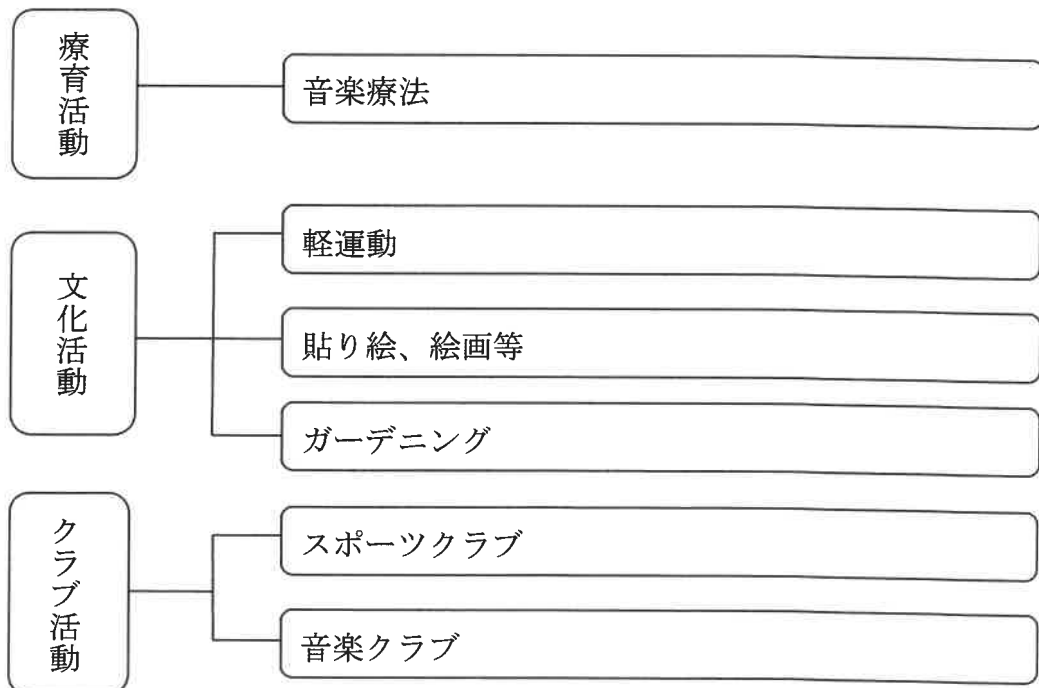 療育活動
音楽療法
文化活動
軽運動
貼り絵、絵画等
ガーデニング
クラブ活動
スポーツクラブ
音楽クラブ